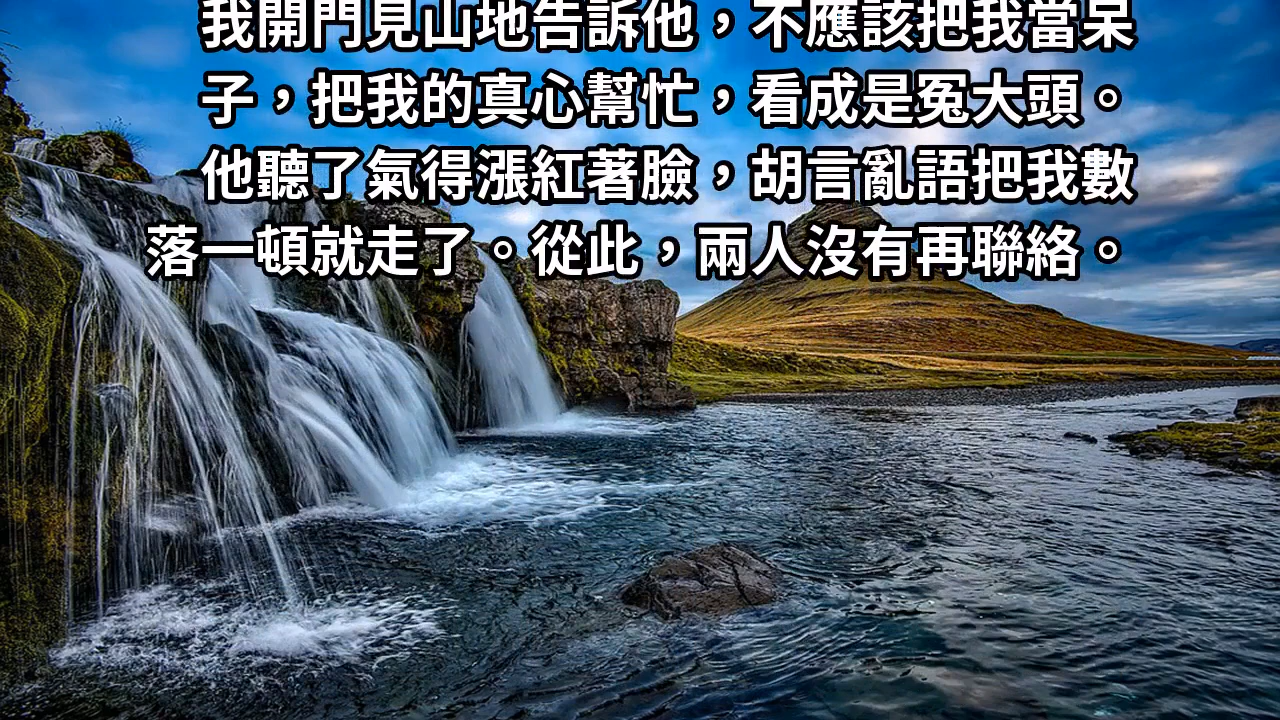 我開門見山地告訴他，不應該把我當呆
子，把我的真心幫忙，看成是冤大頭。
他聽了氣得漲紅著臉，胡言亂語把我數
落一頓就走了。從此，兩人沒有再聯絡。